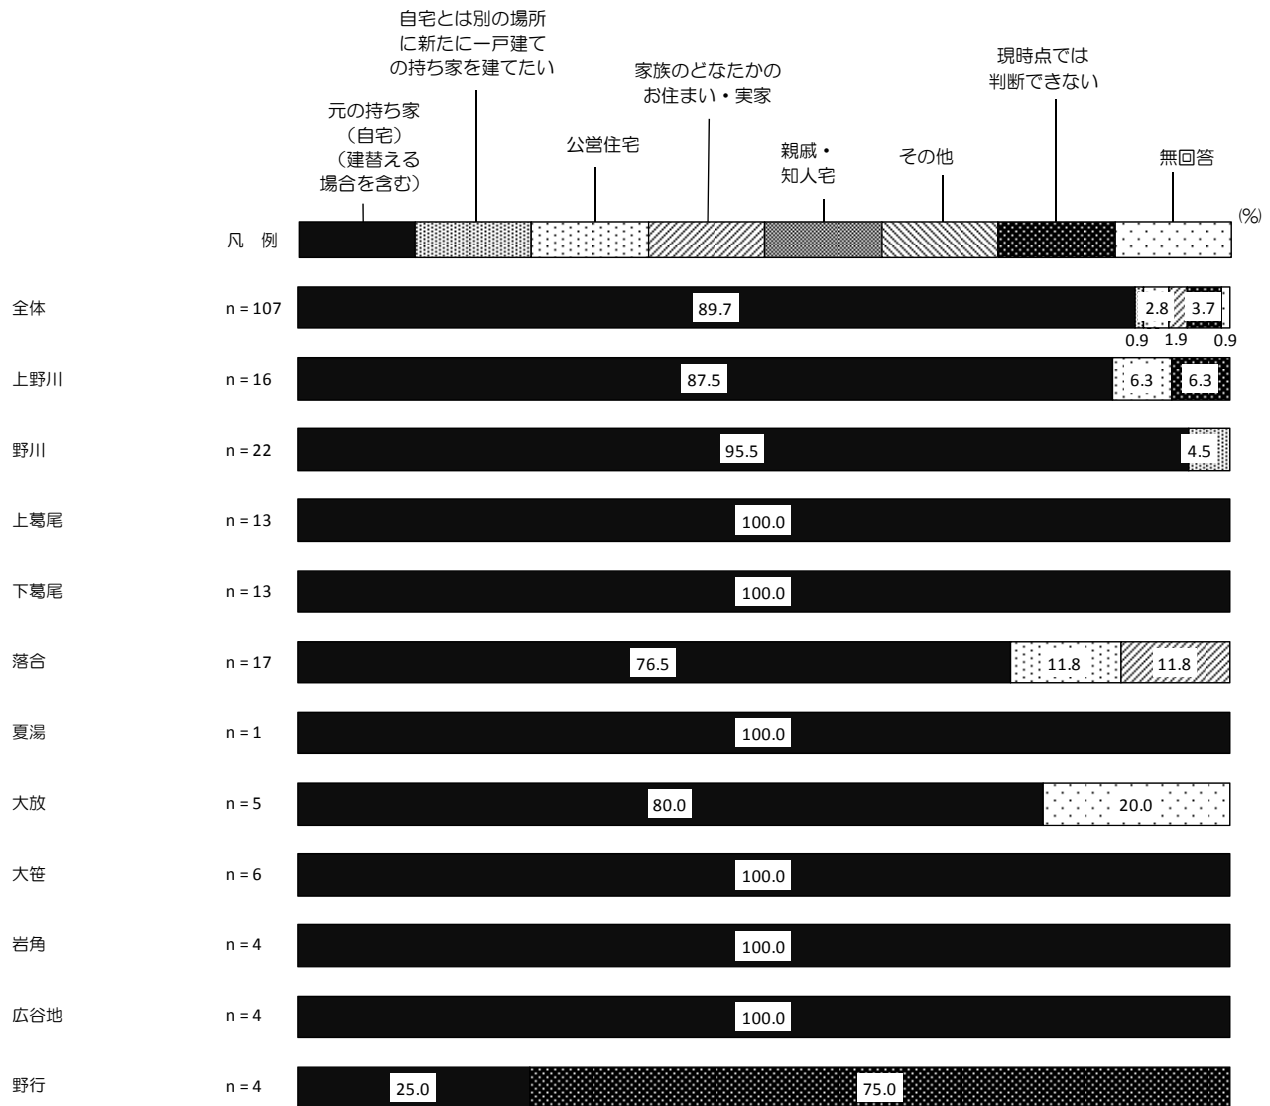 自宅とは別の場所
に新たに一戸建て
の持ち家を建てたい
元の持ち家
（自宅）
（建替える
場合を含む）
公営住宅
家族のどなたかの
お住まい・実家
親戚・
知人宅
その他
現時点では
判断できない
無回答
(%)
凡　例
全体 n = 107 89.7 2.8 3.7
0.9 1.9 0.9
上野川 n = 16 87.5 6.3 6.3
野川 n = 22 95.5 4.5
上葛尾 n = 13 100.0
下葛尾 n = 13 100.0
落合 n = 17 76.5 11.8 11.8
夏湯 n = 1 100.0
大放 n = 5 80.0 20.0
大笹 n = 6 100.0
岩角 n = 4 100.0
広谷地 n = 4 100.0
野行 n = 4 25.0 75.0